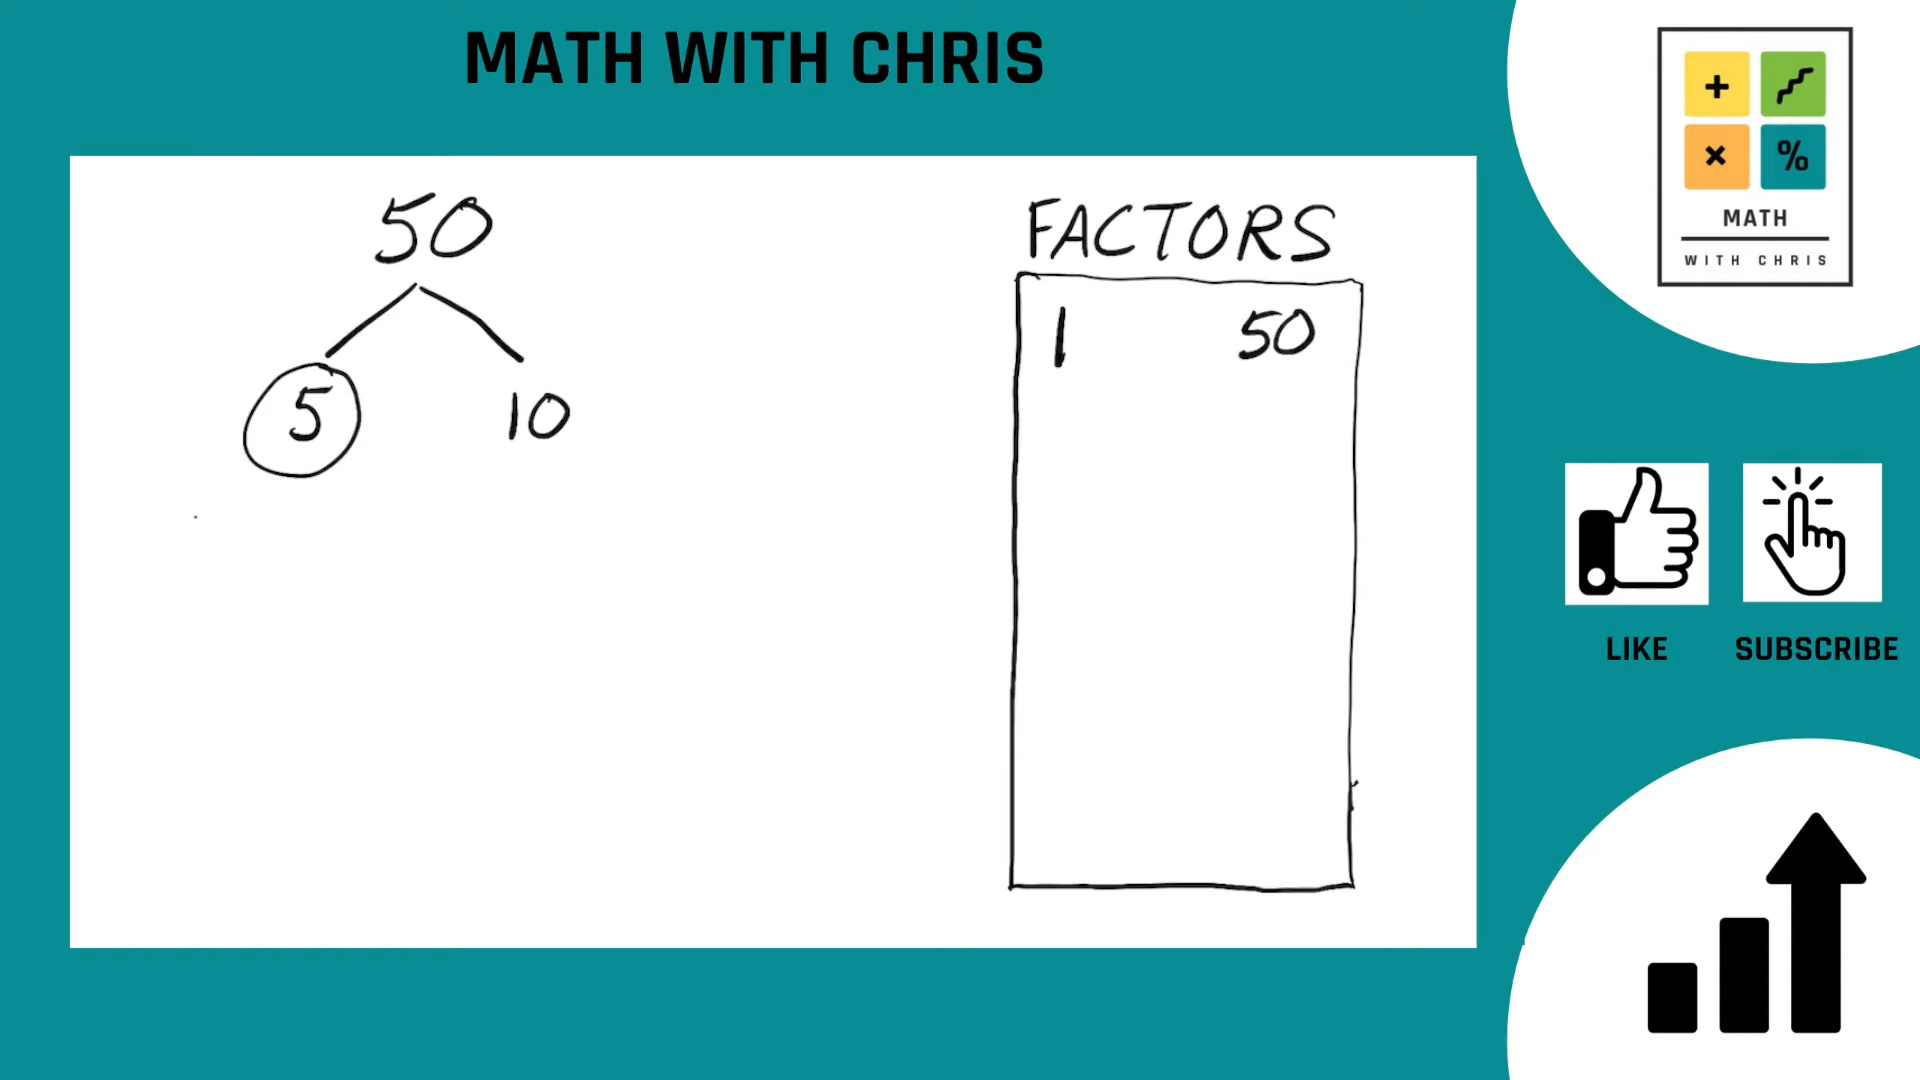 MATH WITH CHRIS
50
5 10
FACTORS
1 50
+
× %
MATH
WITH CHRIS
LIKE SUBSCRIBE